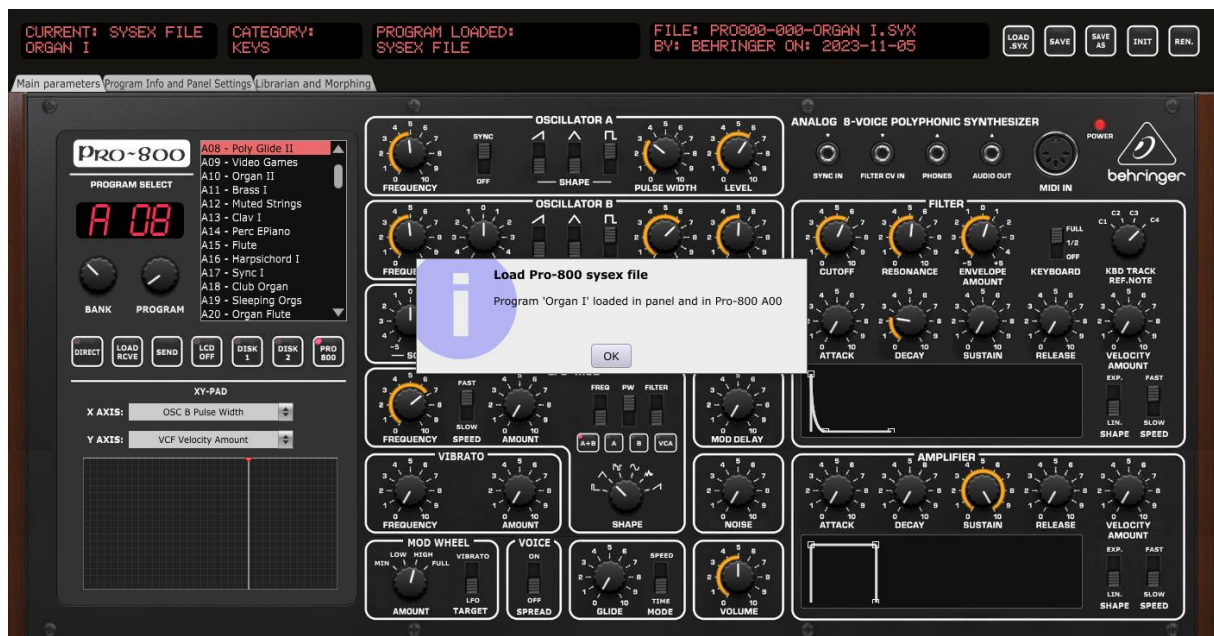 CURRENT: SYSEX FILE
ORGAN I
CATEGORY:
KEYS
PROGRAM LOADED:
SYSEX FILE
FILE: PRO800-000-ORGAN I.SYX
BY: BEHRINGER ON: 2023-11-05
LOAD .SYX
SAVE
SAVE AS
INIT
REN.
Main parameters
Program Info and Panel Settings
Librarian and Morphing
PRO-800
PROGRAM SELECT
A 08
BANK
PROGRAM
A08 - Poly Glide II
A09 - Video Games
A10 - Organ II
A11 - Brass I
A12 - Muted Strings
A13 - Clav I
A14 - Perc EPiano
A15 - Flute
A16 - Harpsichord I
A17 - Sync I
A18 - Club Organ
A19 - Sleeping Orgs
A20 - Organ Flute
DIRECT
LOAD RCVE
SEND
LCD OFF
DISK 1
DISK 2
PRO 800
XY-PAD
X AXIS:
OSC B Pulse Width
Y AXIS:
VCF Velocity Amount
OSCILLATOR A
FREQUENCY
SYNC
OFF
SHAPE
PULSE WIDTH
LEVEL
OSCILLATOR B
FREQUE
Load Pro-800 sysex file
Program 'Organ I' loaded in panel and in Pro-800 A00
OK
FREQUENCY
FAST
SLOW
SPEED
AMOUNT
FREQ
PW
FILTER
A+B
A
B
VCA
SHAPE
MOD DELAY
VIBRATO
FREQUENCY
AMOUNT
NOISE
MOD WHEEL
MIN
LOW
HIGH
FULL
AMOUNT
VIBRATO
LFO
TARGET
VOICE
ON
OFF
SPREAD
GLIDE
SPEED
TIME
MODE
VOLUME
ANALOG 8-VOICE POLYPHONIC SYNTHESIZER
SYNC IN
FILTER CV IN
PHONES
AUDIO OUT
MIDI IN
POWER
behringer
FILTER
CUTOFF
RESONANCE
ENVELOPE AMOUNT
FULL
1/2
OFF
KEYBOARD
C1
C2
C3
C4
KBD TRACK
REF.NOTE
ATTACK
DECAY
SUSTAIN
RELEASE
VELOCITY AMOUNT
EXP.
LIN.
SHAPE
FAST
SLOW
SPEED
AMPLIFIER
ATTACK
DECAY
SUSTAIN
RELEASE
VELOCITY AMOUNT
EXP.
LIN.
SHAPE
FAST
SLOW
SPEED